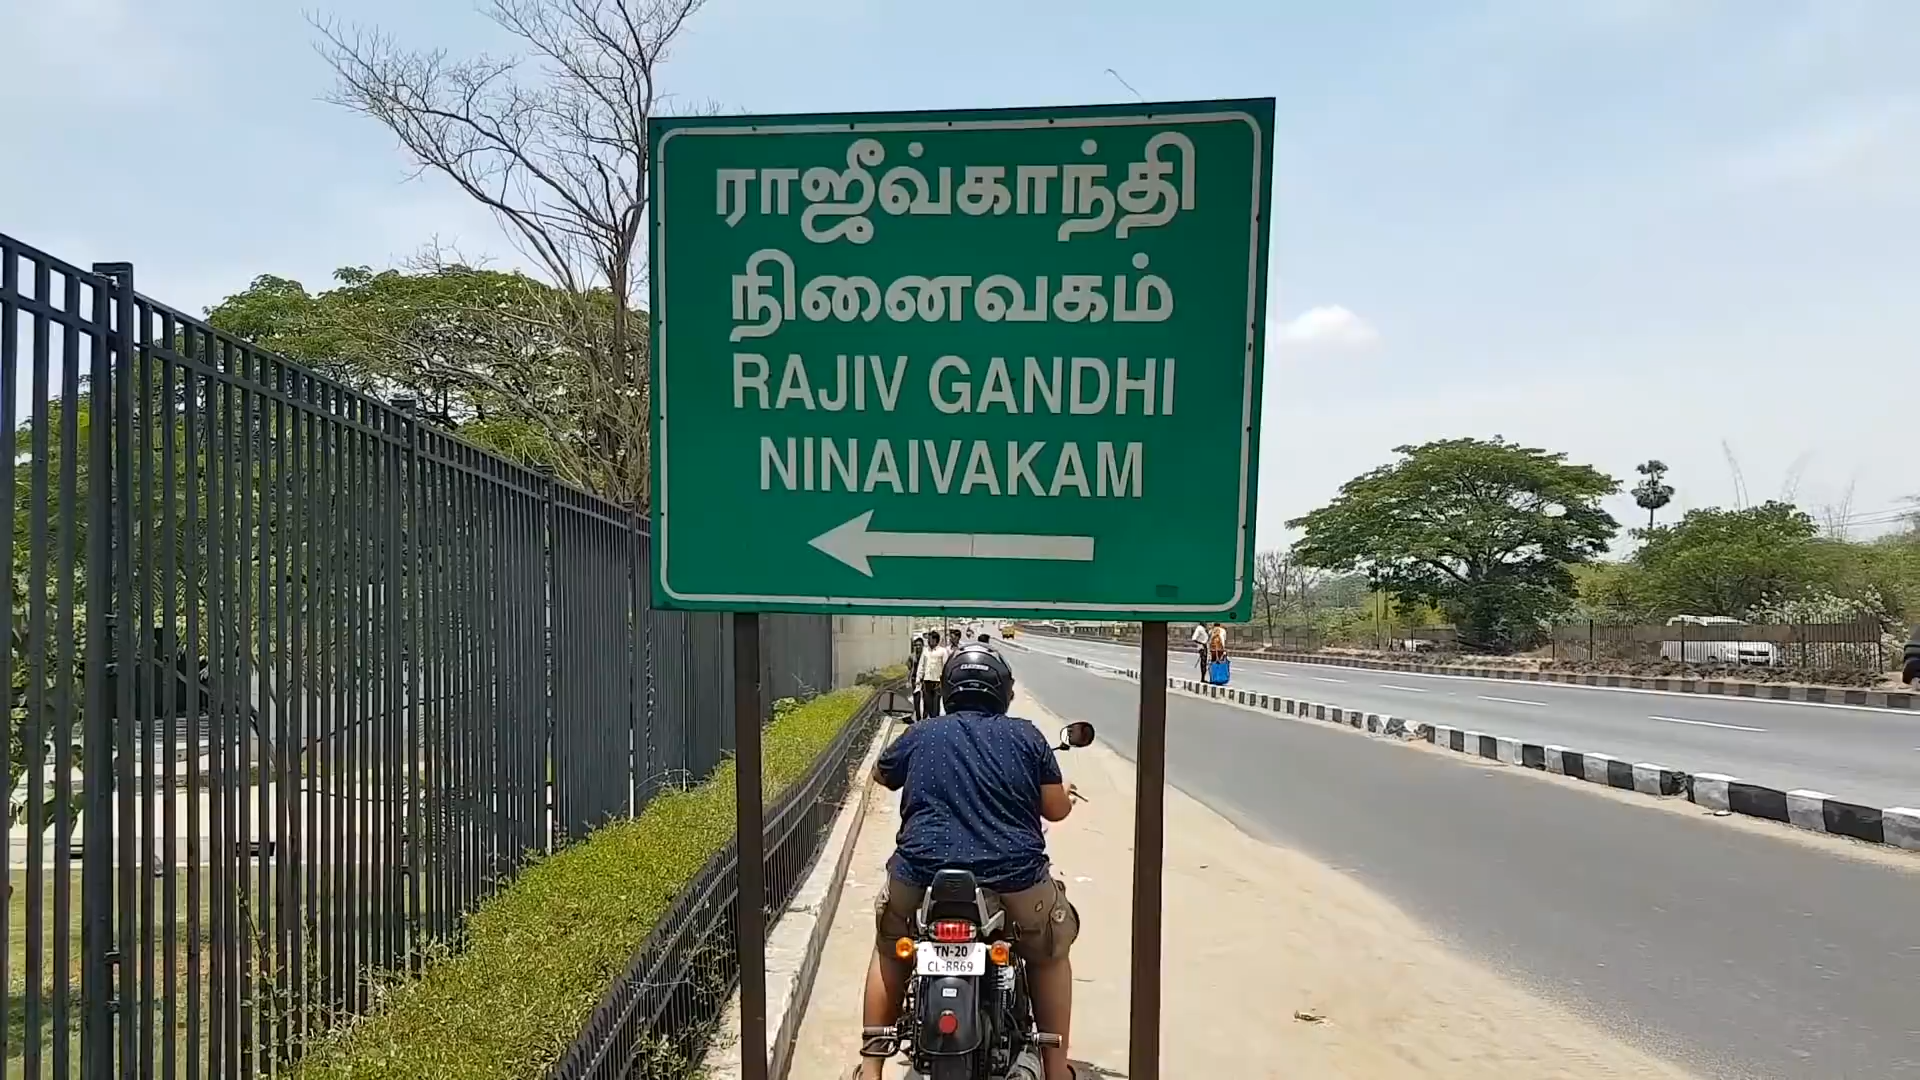 ராஜீவ்காந்தி
நினைவகம்
RAJIV GANDHI
NINAIVAKAM
TN-20
CL-8869